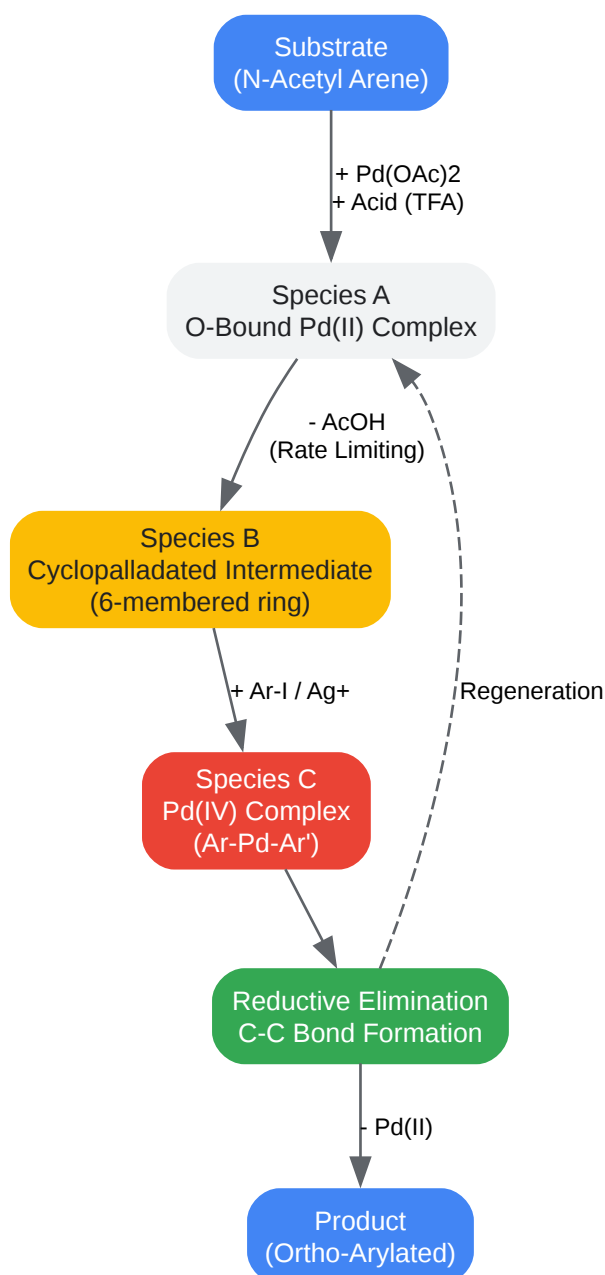 Substrate
(N-Acetyl Arene)
+ Pd(OAc)2
+ Acid (TFA)
Species A
O-Bound Pd(II) Complex
- AcOH
(Rate Limiting)
Species B
Cyclopalladated Intermediate
(6-membered ring)
+ Ar-I / Ag+
Regeneration
Species C
Pd(IV) Complex
(Ar-Pd-Ar')
Reductive Elimination
C-C Bond Formation
- Pd(II)
Product
(Ortho-Arylated)